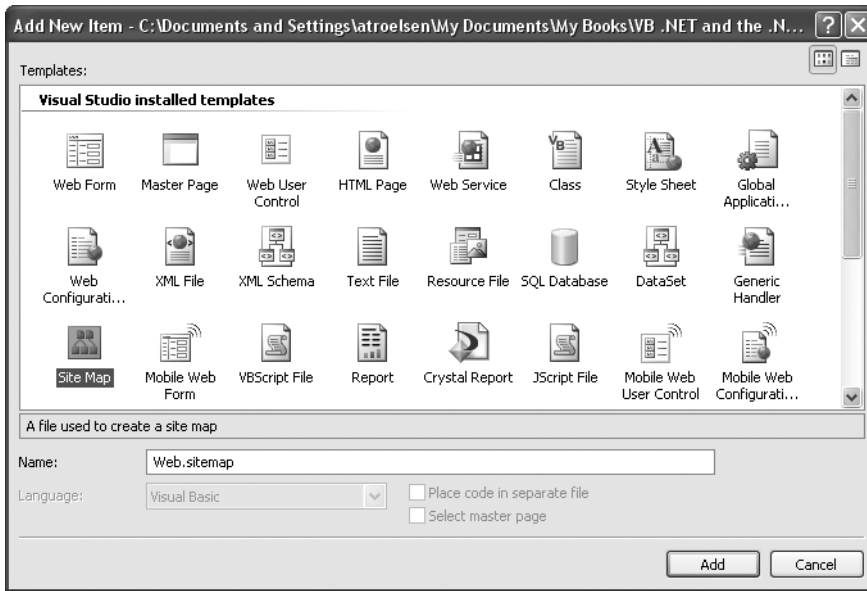 Add New Item - C:\Documents and Settings\atroelsen\My Documents\My Books\VB .NET and the .N...
Templates:
Visual Studio installed templates
Web Form
Master Page
Web User
Control
HTML Page
Web Service
Class
Style Sheet
Global
Applicati...
Web
Configurati...
XML File
XML Schema
Text File
Resource File
SQL Database
DataSet
Generic
Handler
Site Map
Mobile Web
Form
VBScript File
Report
Crystal Report
JScript File
Mobile Web
User Control
Mobile Web
Configurati...
A file used to create a site map
Name:
Web.sitemap
Language:
Visual Basic
Place code in separate file
Select master page
Add
Cancel